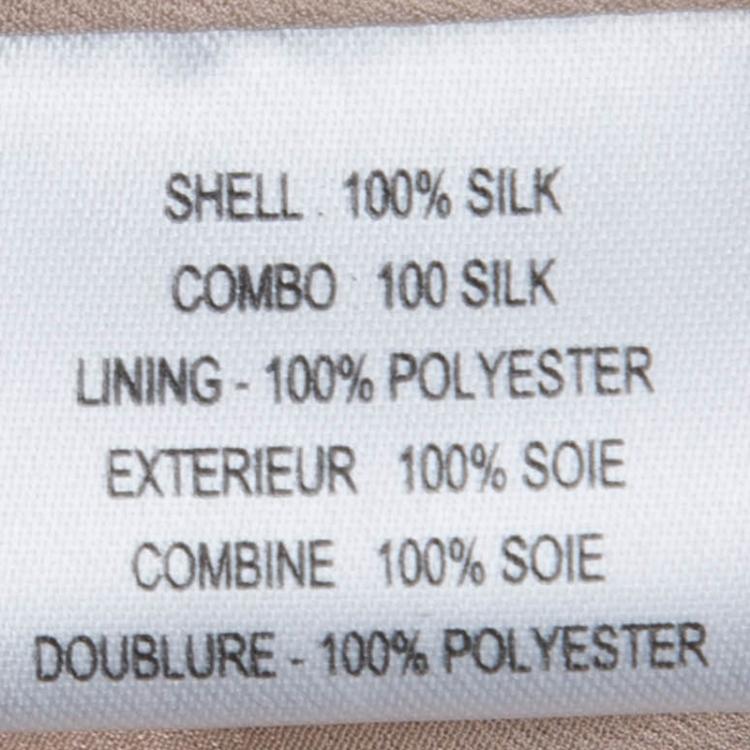 SHELL . 100% SILK
COMBO 100 SILK
LINING - 100% POLYESTER
EXTERIEUR 100% SOIE
COMBINE 100% SOIE
DOUBLURE - 100% POLYESTER